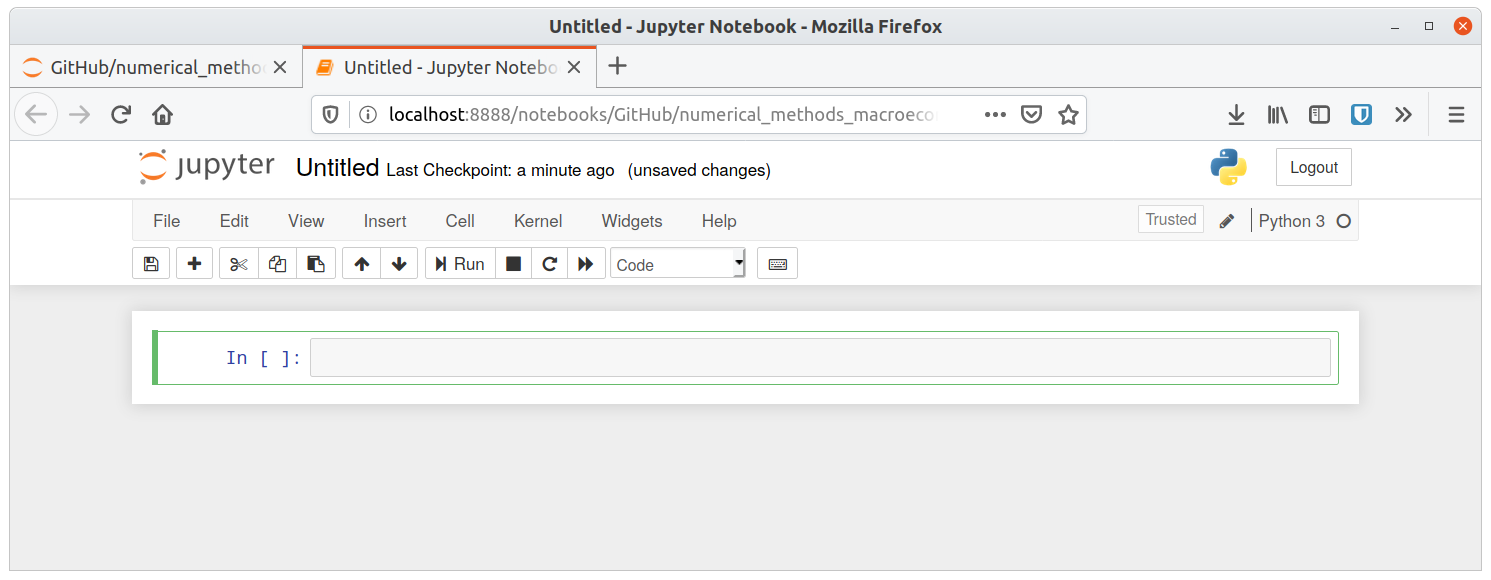 Untitled - Jupyter Notebook - Mozilla Firefox
GitHub/numerical_metho
Untitled - Jupyter Notebo
localhost:8888/notebooks/GitHub/numerical_methods_macroeco
jupyter Untitled Last Checkpoint: a minute ago (unsaved changes)
Logout
File Edit View Insert Cell Kernel Widgets Help
Trusted
Python 3
Run
Code
In [ ]: